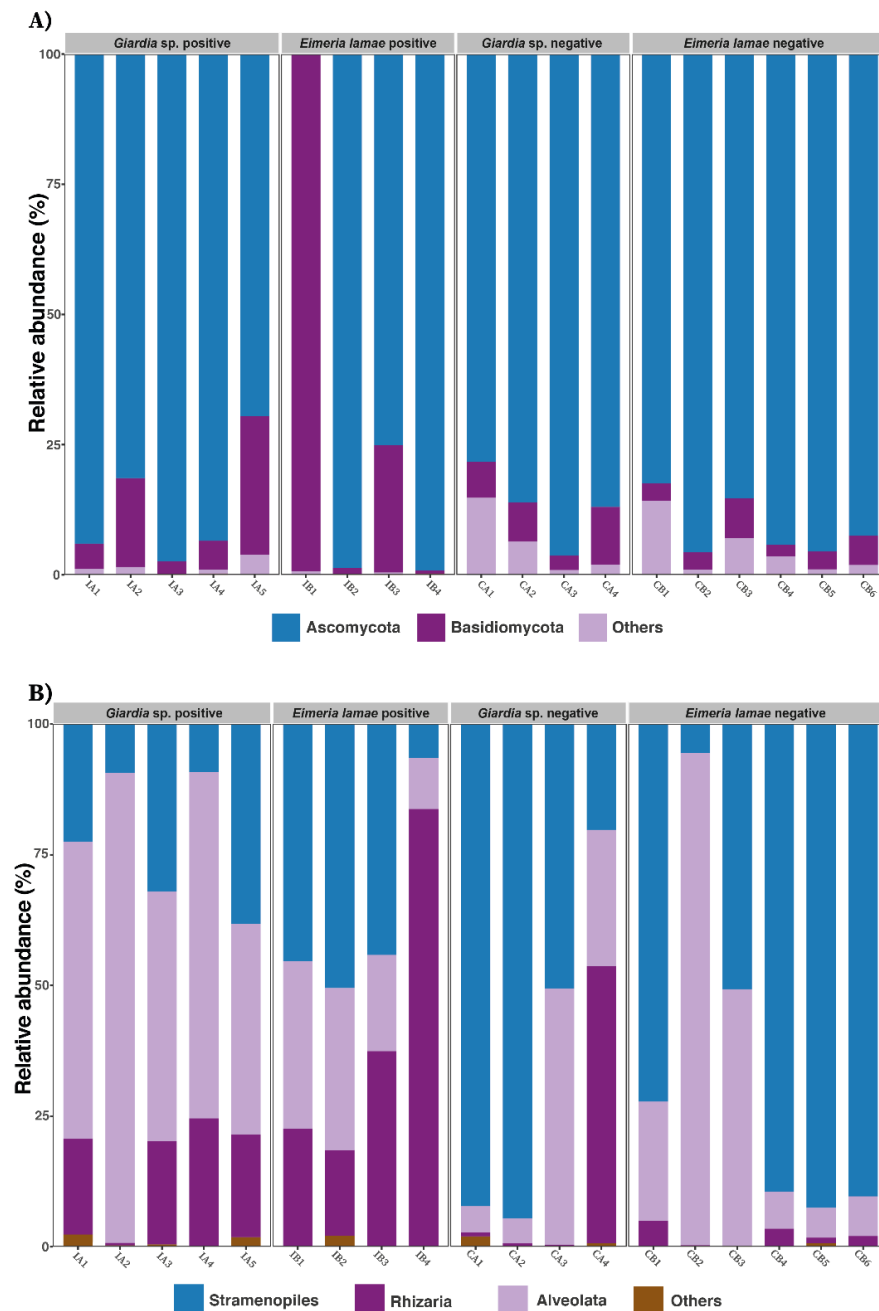 A)
Giardia sp. positive Eimeria lamae positive Giardia sp. negative Eimeria lamae negative
Relative abundance (%)
100
75
50
25
0
IA1 IA2 IA3 IA4 IA5 IB1 IB2 IB3 IB4 CA1 CA2 CA3 CA4 CB1 CB2 CB3 CB4 CB5 CB6
Ascomycota Basidiomycota Others
B)
Giardia sp. positive Eimeria lamae positive Giardia sp. negative Eimeria lamae negative
Relative abundance (%)
100
75
50
25
0
IA1 IA2 IA3 IA4 IA5 IB1 IB2 IB3 IB4 CA1 CA2 CA3 CA4 CB1 CB2 CB3 CB4 CB5 CB6
Stramenopiles Rhizaria Alveolata Others